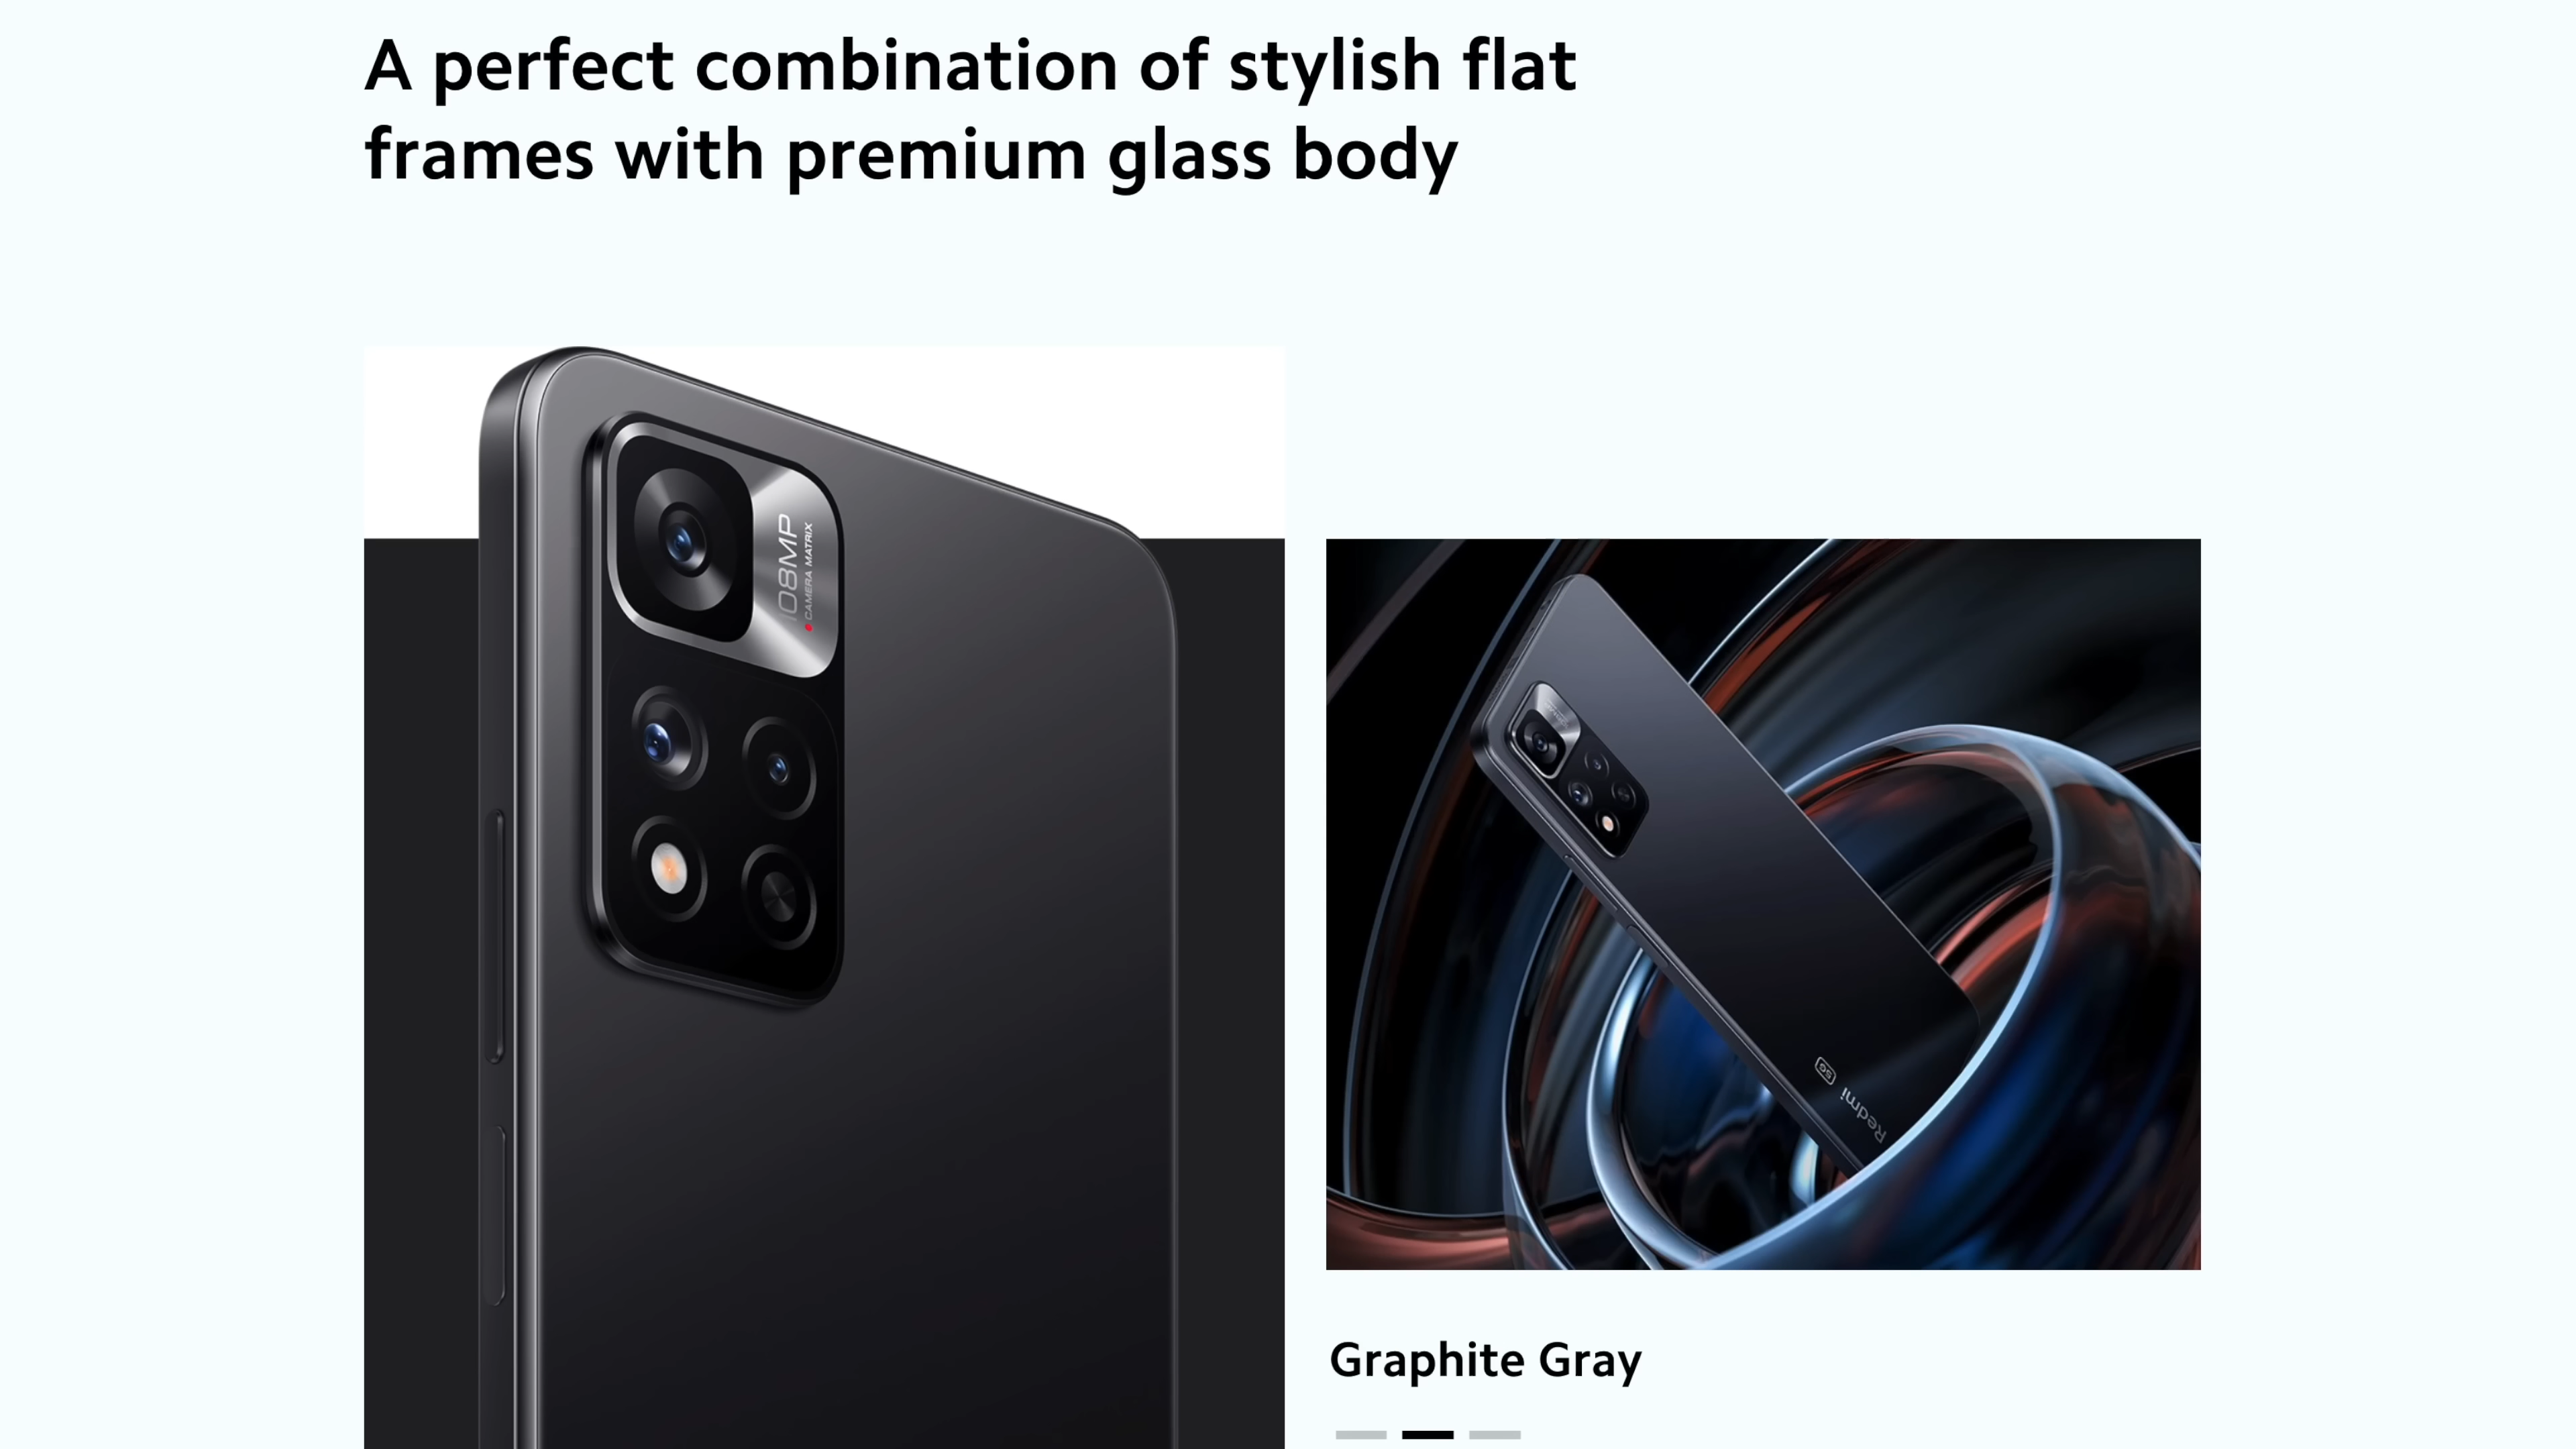 A perfect combination of stylish flat
frames with premium glass body
108MP
CAMERA MATRIX
Redmi
5G
Graphite Gray